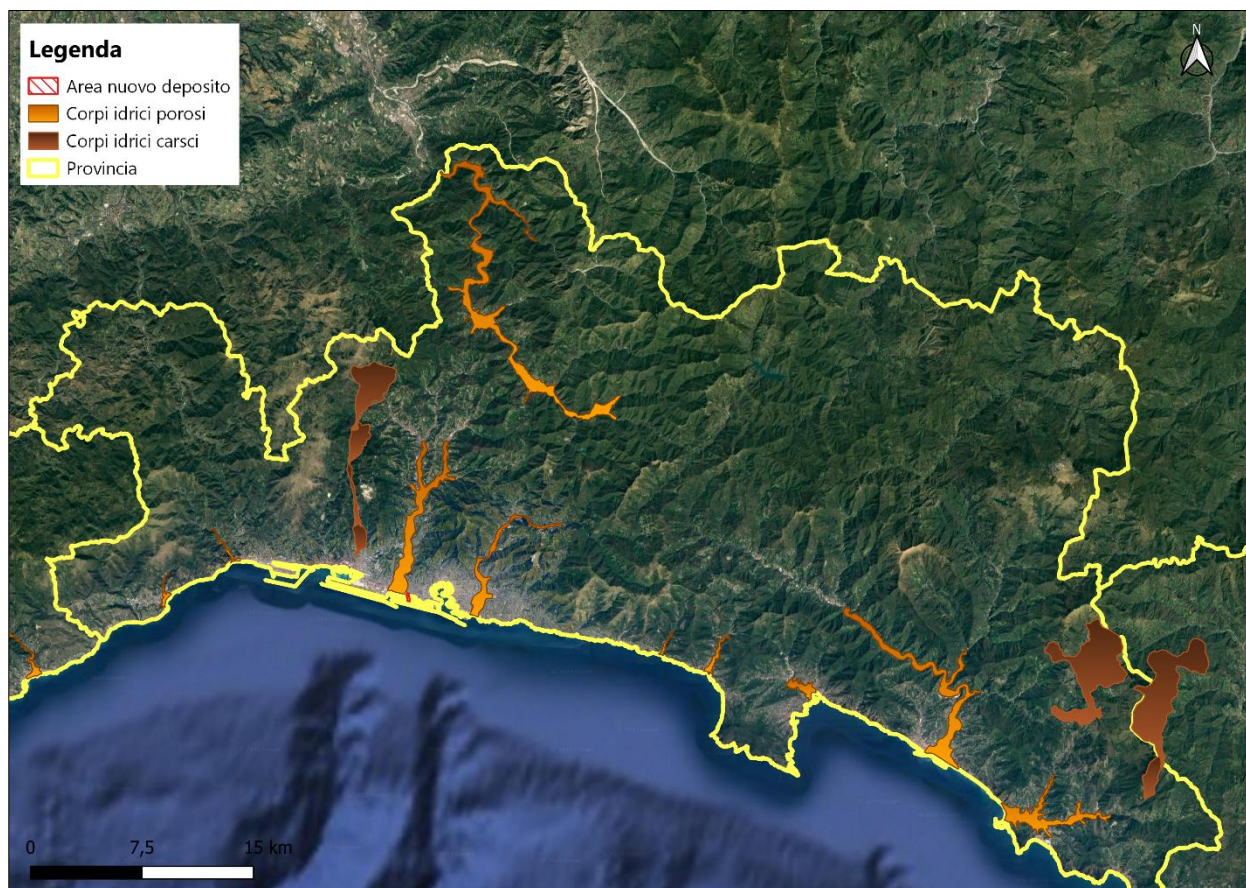 Legenda
Area nuovo deposito
Corpi idrici porosi
Corpi idrici carsci
Provincia
N
0 7,5 15 km